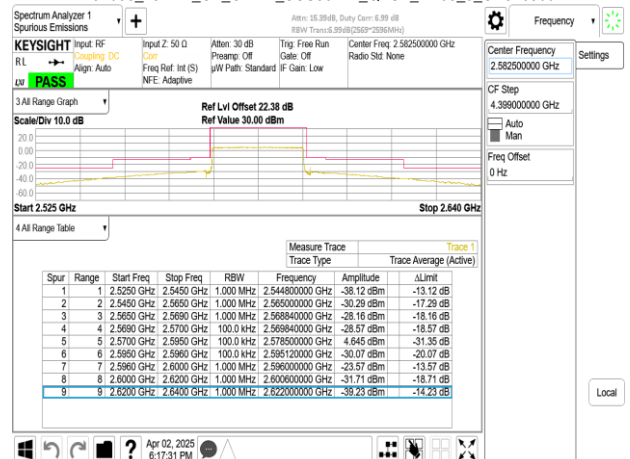 Spectrum Analyzer 1
Spurious Emissions
+
Attn: 15.39dB, Duty Corr: 6.99 dB
RBW Trans:6.99dB(2569~2596MHz)
Frequency
KEYSIGHT Input: RF Input Z: 50 Ω Atten: 30 dB Trig: Free Run Center Freq: 2.582500000 GHz
RL Coupling: DC Corr Preamp: Off Gate: Off Radio Std: None
Align: Auto Freq Ref: Int (S) µW Path: Standard IF Gain: Low
PASS NFE: Adaptive
Center Frequency
2.582500000 GHz
Settings
CF Step
4.399000000 GHz
Auto
Man
Freq Offset
0 Hz
3 All Range Graph
Ref Lvl Offset 22.38 dB
Scale/Div 10.0 dB Ref Value 30.00 dBm
20.0
0.00
-20.0
-40.0
-60.0
Start 2.525 GHz Stop 2.640 GHz
4 All Range Table
Measure Trace Trace 1
Trace Type Trace Average (Active)
Spur Range Start Freq Stop Freq RBW Frequency Amplitude ΔLimit
1 1 2.5250 GHz 2.5450 GHz 1.000 MHz 2.544800000 GHz -38.12 dBm -13.12 dB
2 2 2.5450 GHz 2.5650 GHz 1.000 MHz 2.565000000 GHz -30.29 dBm -17.29 dB
3 3 2.5650 GHz 2.5690 GHz 1.000 MHz 2.568840000 GHz -28.16 dBm -18.16 dB
4 4 2.5690 GHz 2.5700 GHz 100.0 kHz 2.569840000 GHz -28.57 dBm -18.57 dB
5 5 2.5700 GHz 2.5950 GHz 100.0 kHz 2.578500000 GHz 4.645 dBm -31.35 dB
6 6 2.5950 GHz 2.5960 GHz 100.0 kHz 2.595120000 GHz -30.07 dBm -20.07 dB
7 7 2.5960 GHz 2.6000 GHz 1.000 MHz 2.596000000 GHz -23.57 dBm -13.57 dB
8 8 2.6000 GHz 2.6200 GHz 1.000 MHz 2.600600000 GHz -31.71 dBm -18.71 dB
9 9 2.6200 GHz 2.6400 GHz 1.000 MHz 2.622000000 GHz -39.23 dBm -14.23 dB
Local
? Apr 02, 2025
6:17:31 PM